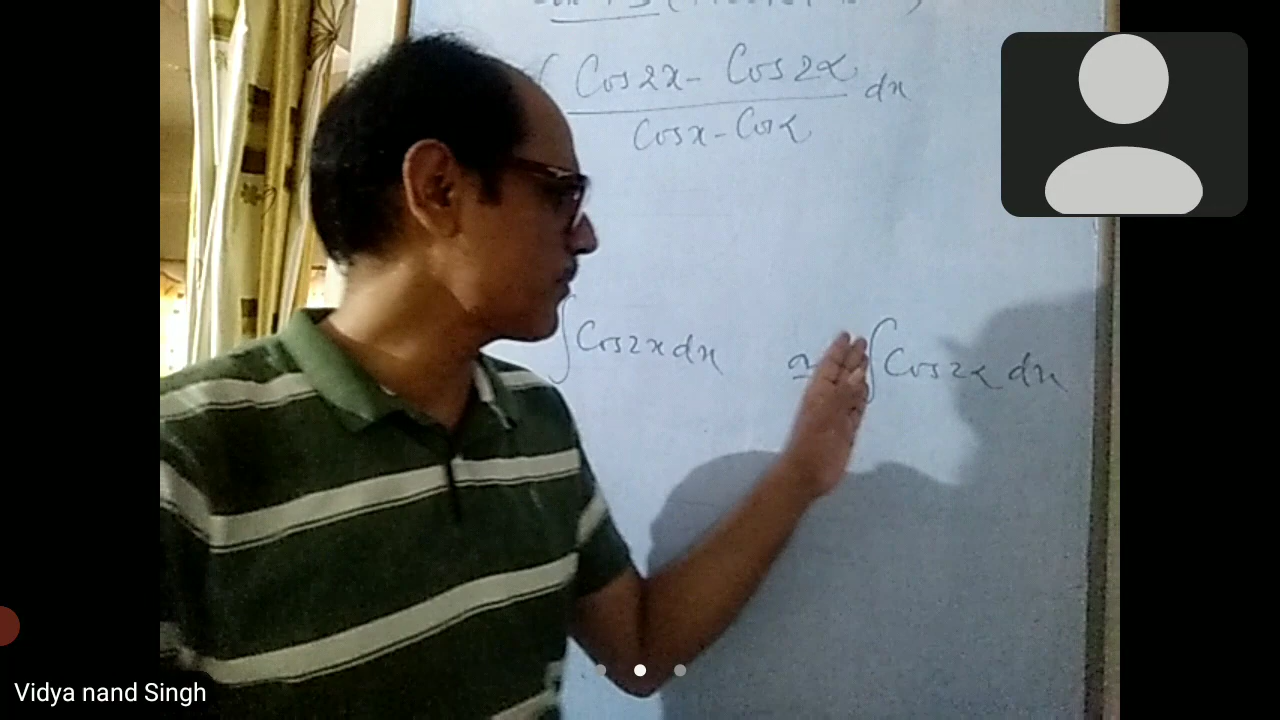 Cos2x - Cos2α dx
Cosx - Cosα
∫Cos2x dx ∫Cos2α dx
Vidya nand Singh